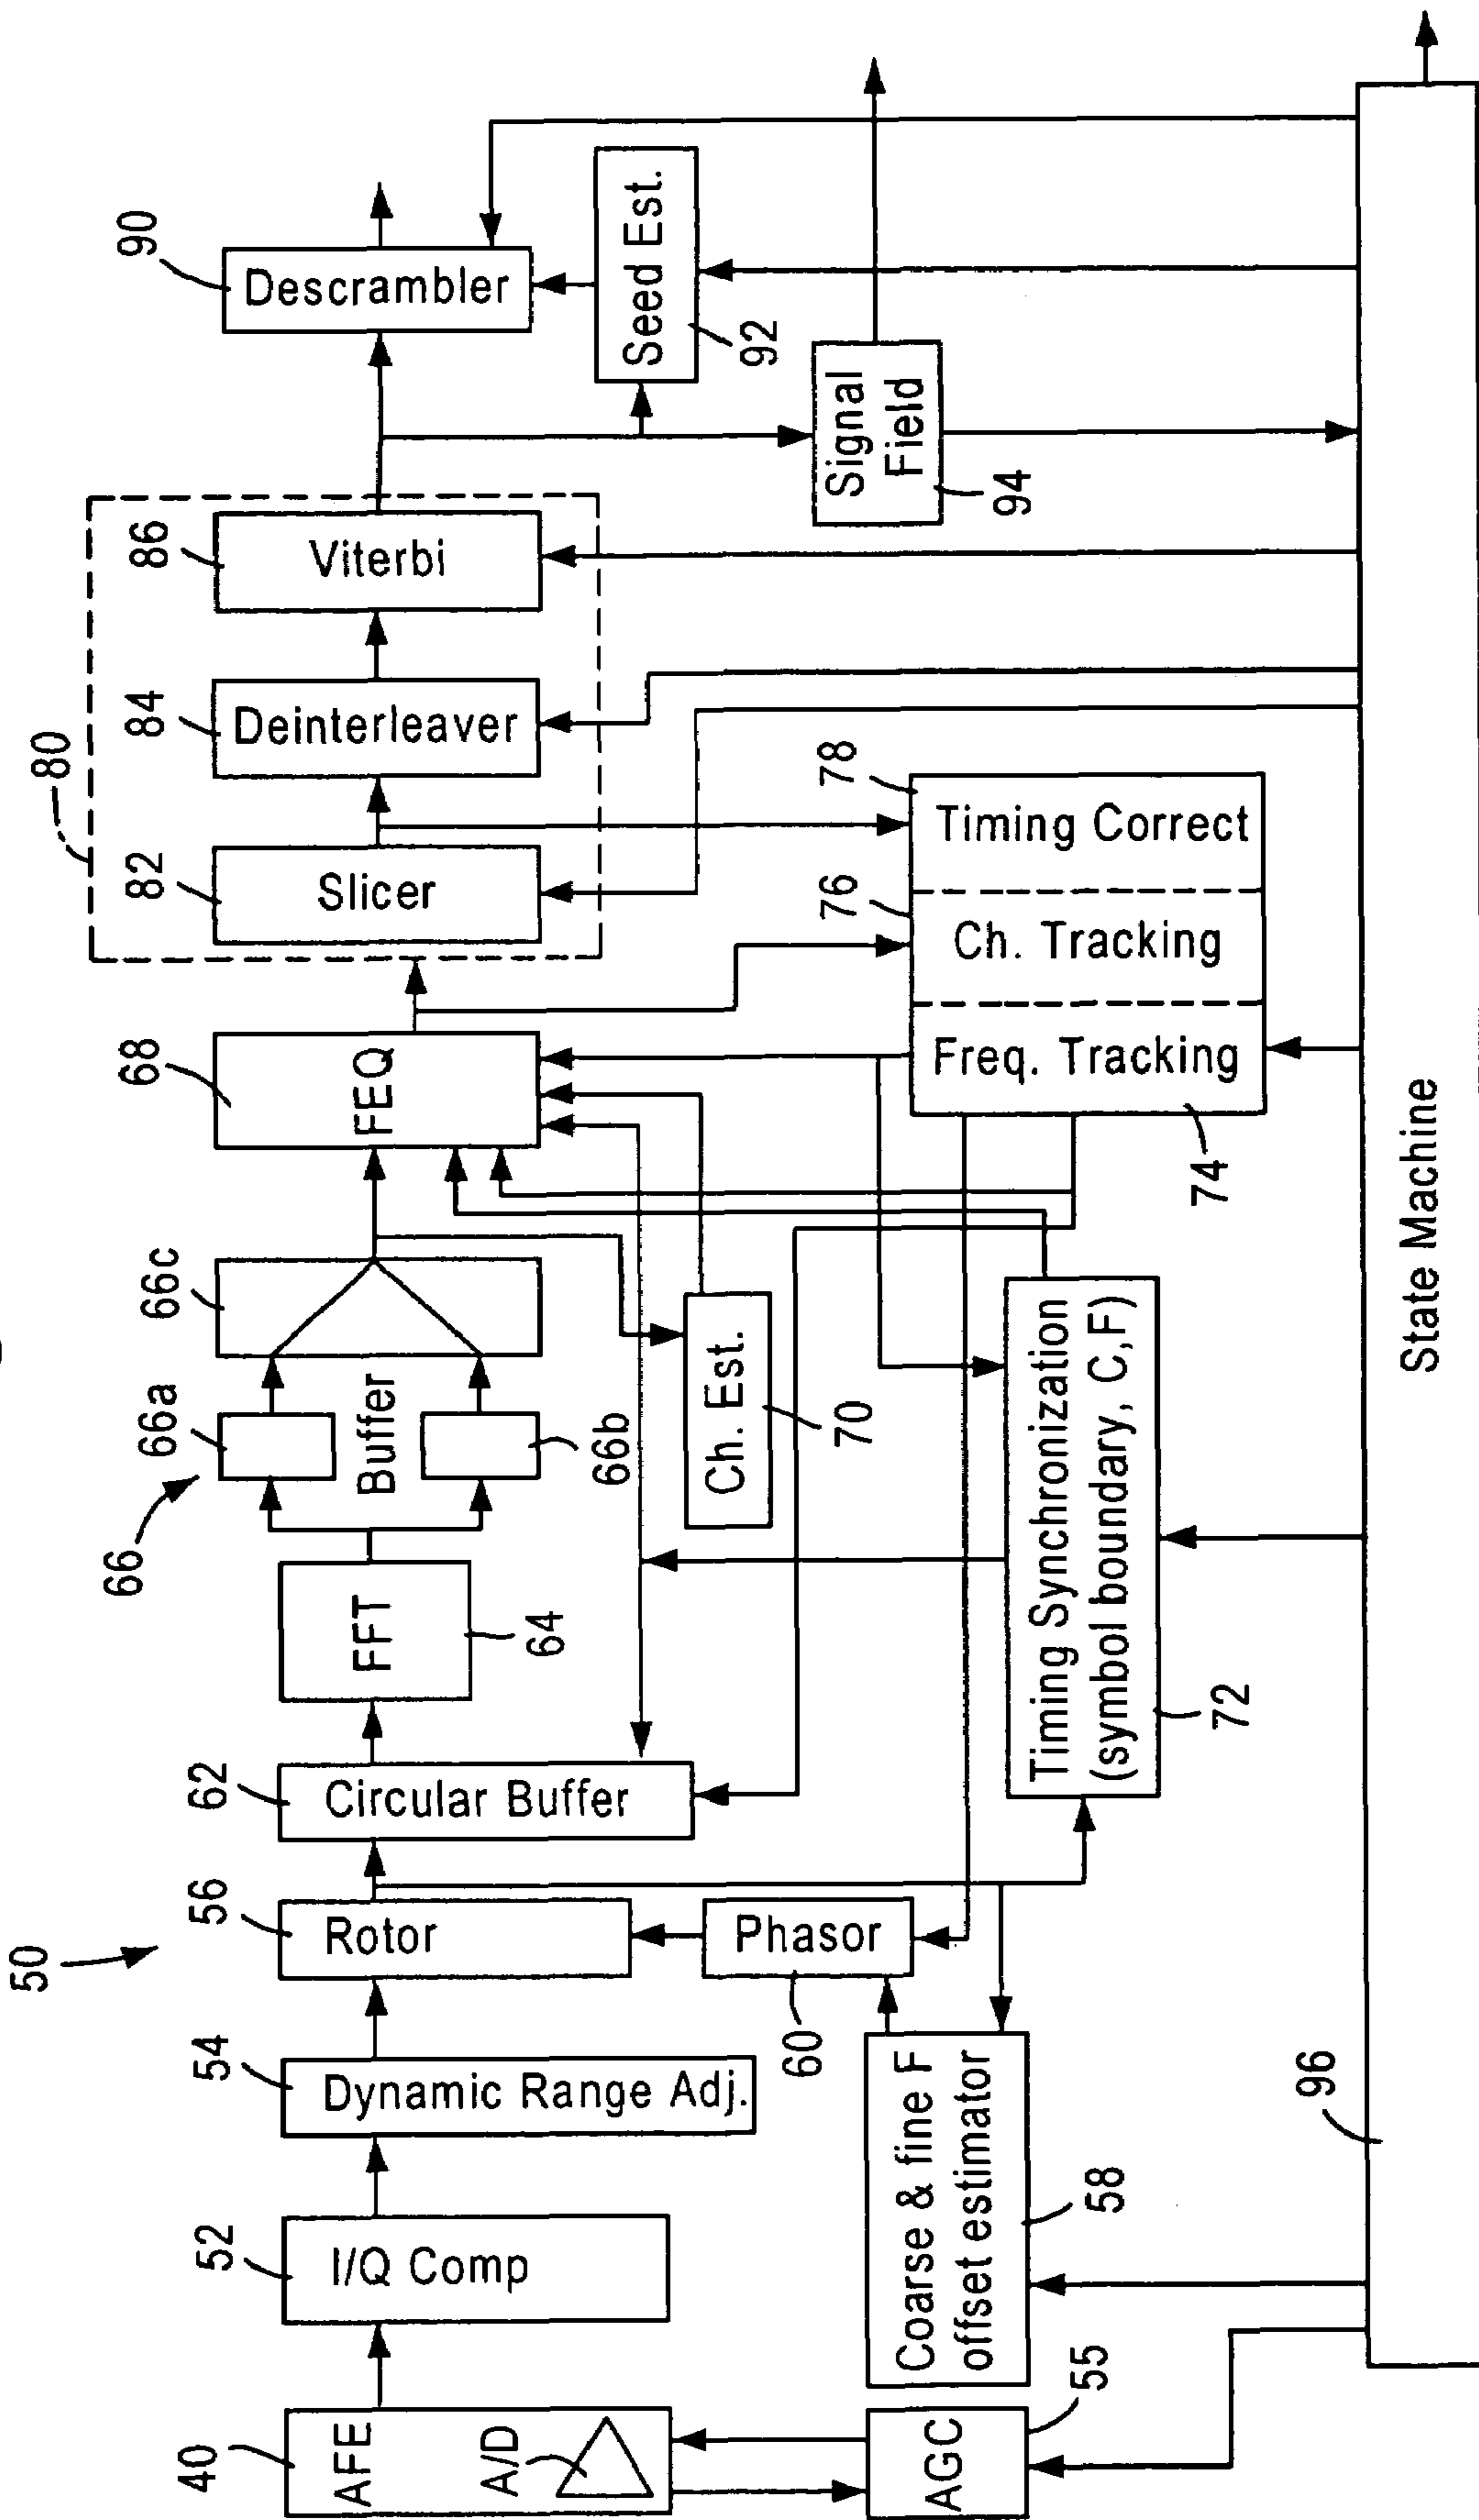 50
40
AFE
A/D
52
I/Q Comp
54
Dynamic Range Adj.
56
Rotor
62
Circular Buffer
FFT
64
66
66a
Buffer
66b
66c
68
FEQ
80
82
Slicer
84
Deinterleaver
86
Viterbi
90
Descrambler
Seed Est.
92
Signal
Field
94
AGC
55
Coarse & fine F
offset estimator
58
60
Phasor
Ch. Est.
70
Timing Synchronization
(symbol boundary, C,F)
72
Freq. Tracking
74
Ch. Tracking
76
Timing Correct
78
96
State Machine